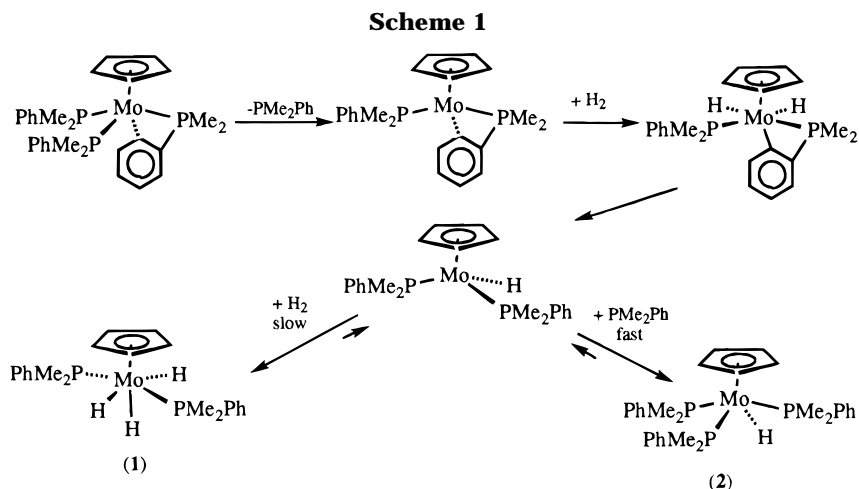 Scheme 1
PhMe₂P Mo PMe₂
PhMe₂P
-PMe₂Ph
PhMe₂P Mo PMe₂
+ H₂
H H
PhMe₂P Mo PMe₂
Mo
PhMe₂P H
PMe₂Ph
+ H₂
slow
+ PMe₂Ph
fast
PhMe₂P Mo H
H PMe₂Ph
H
(1)
Mo
PhMe₂P PMe₂Ph
PhMe₂P H
(2)